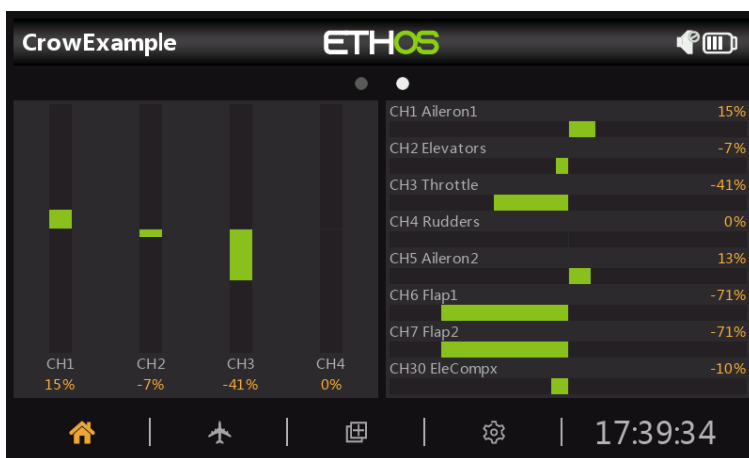 CrowExample ETHOS
CH1 CH2 CH3 CH4
15% -7% -41% 0%
CH1 Aileron1 15%
CH2 Elevators -7%
CH3 Throttle -41%
CH4 Rudders 0%
CH5 Aileron2 13%
CH6 Flap1 -71%
CH7 Flap2 -71%
CH30 EleCompx -10%
17:39:34